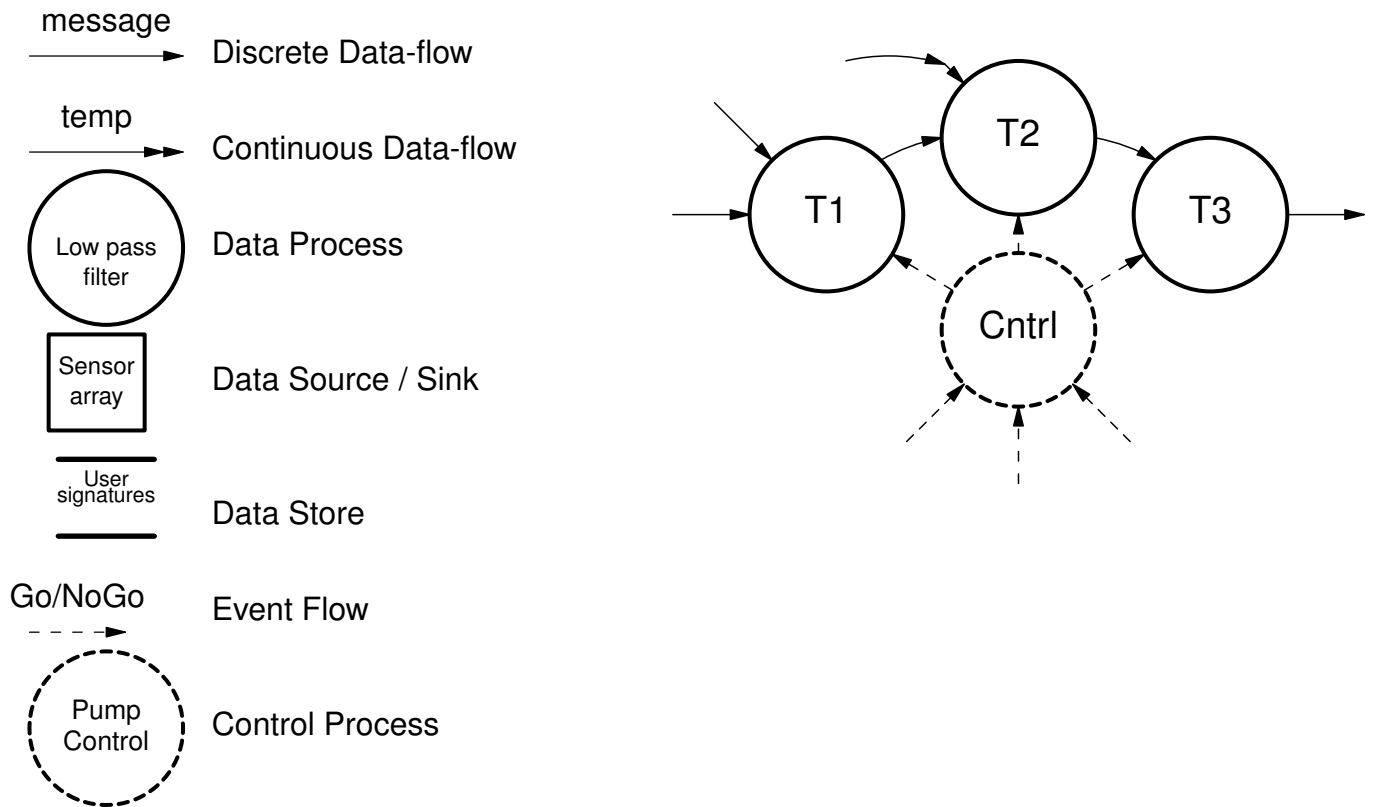 message
Discrete Data-flow
temp
Continuous Data-flow
Low pass
filter
Data Process
Sensor
array
Data Source / Sink
User
signatures
Data Store
Go/NoGo
Event Flow
Pump
Control
Control Process
T1
T2
T3
Cntrl